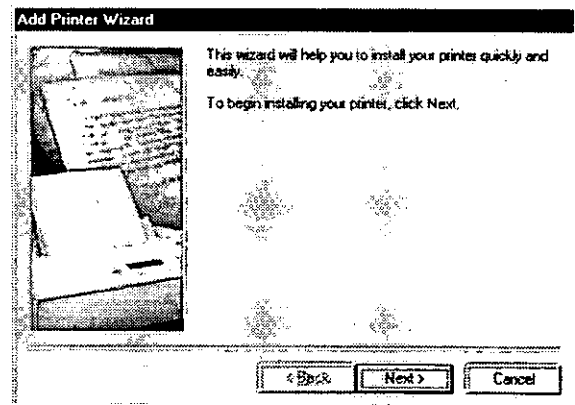 Add Printer Wizard
This wizard will help you to install your printer quickly and
easily.
To begin installing your printer, click Next.
< Back
Next >
Cancel